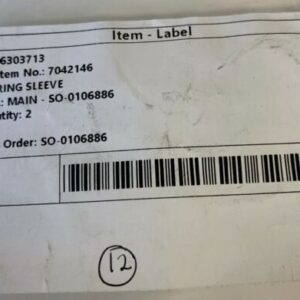 Item - Label
6303713
tem No.: 7042146
RING SLEEVE
: MAIN - SO-0106886
ntity: 2
Order: SO-0106886
12